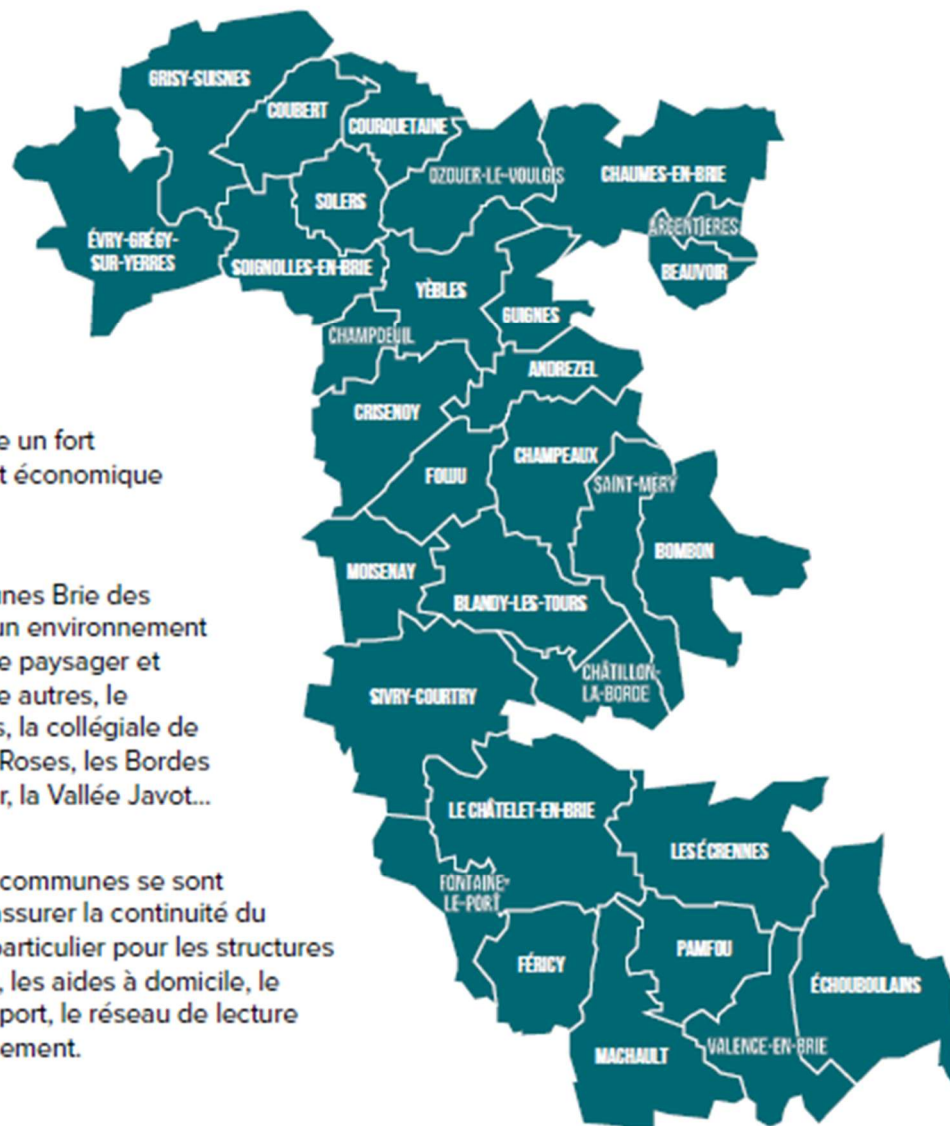 GRISY-SUISNES
COUBERT
COURQUETAINE
OZOUER-LE-VOULGIS
CHAUMES-EN-BRIE
SOLERS
ARGENTIÈRES
ÉVRY-GRÉGY-
SUR-YERRES
SOIGNOLLES-EN-BRIE
BEAUVOIR
YÈBLES
GUIGNES
CHAMPDEUIL
ANDREZEL
CRISENOY
CHAMPEAUX
FOUJU
SAINT-MÉRY
BOMBON
MOISENAY
BLANDY-LES-TOURS
CHÂTILLON-
LA-BORDE
SIVRY-COURTRY
LE CHÂTELET-EN-BRIE
LES ÉCRENNES
FONTAINE-
LE-PORT
PAMFOU
FÉRICY
ÉCHOUBOULAINS
MACHAULT
VALENCE-EN-BRIE
e un fort
t économique
unes Brie des
un environnement
e paysager et
e autres, le
s, la collégiale de
Roses, les Bordes
r, la Vallée Javot...
communes se sont
assurer la continuité du
particulier pour les structures
, les aides à domicile, le
port, le réseau de lecture
ement.